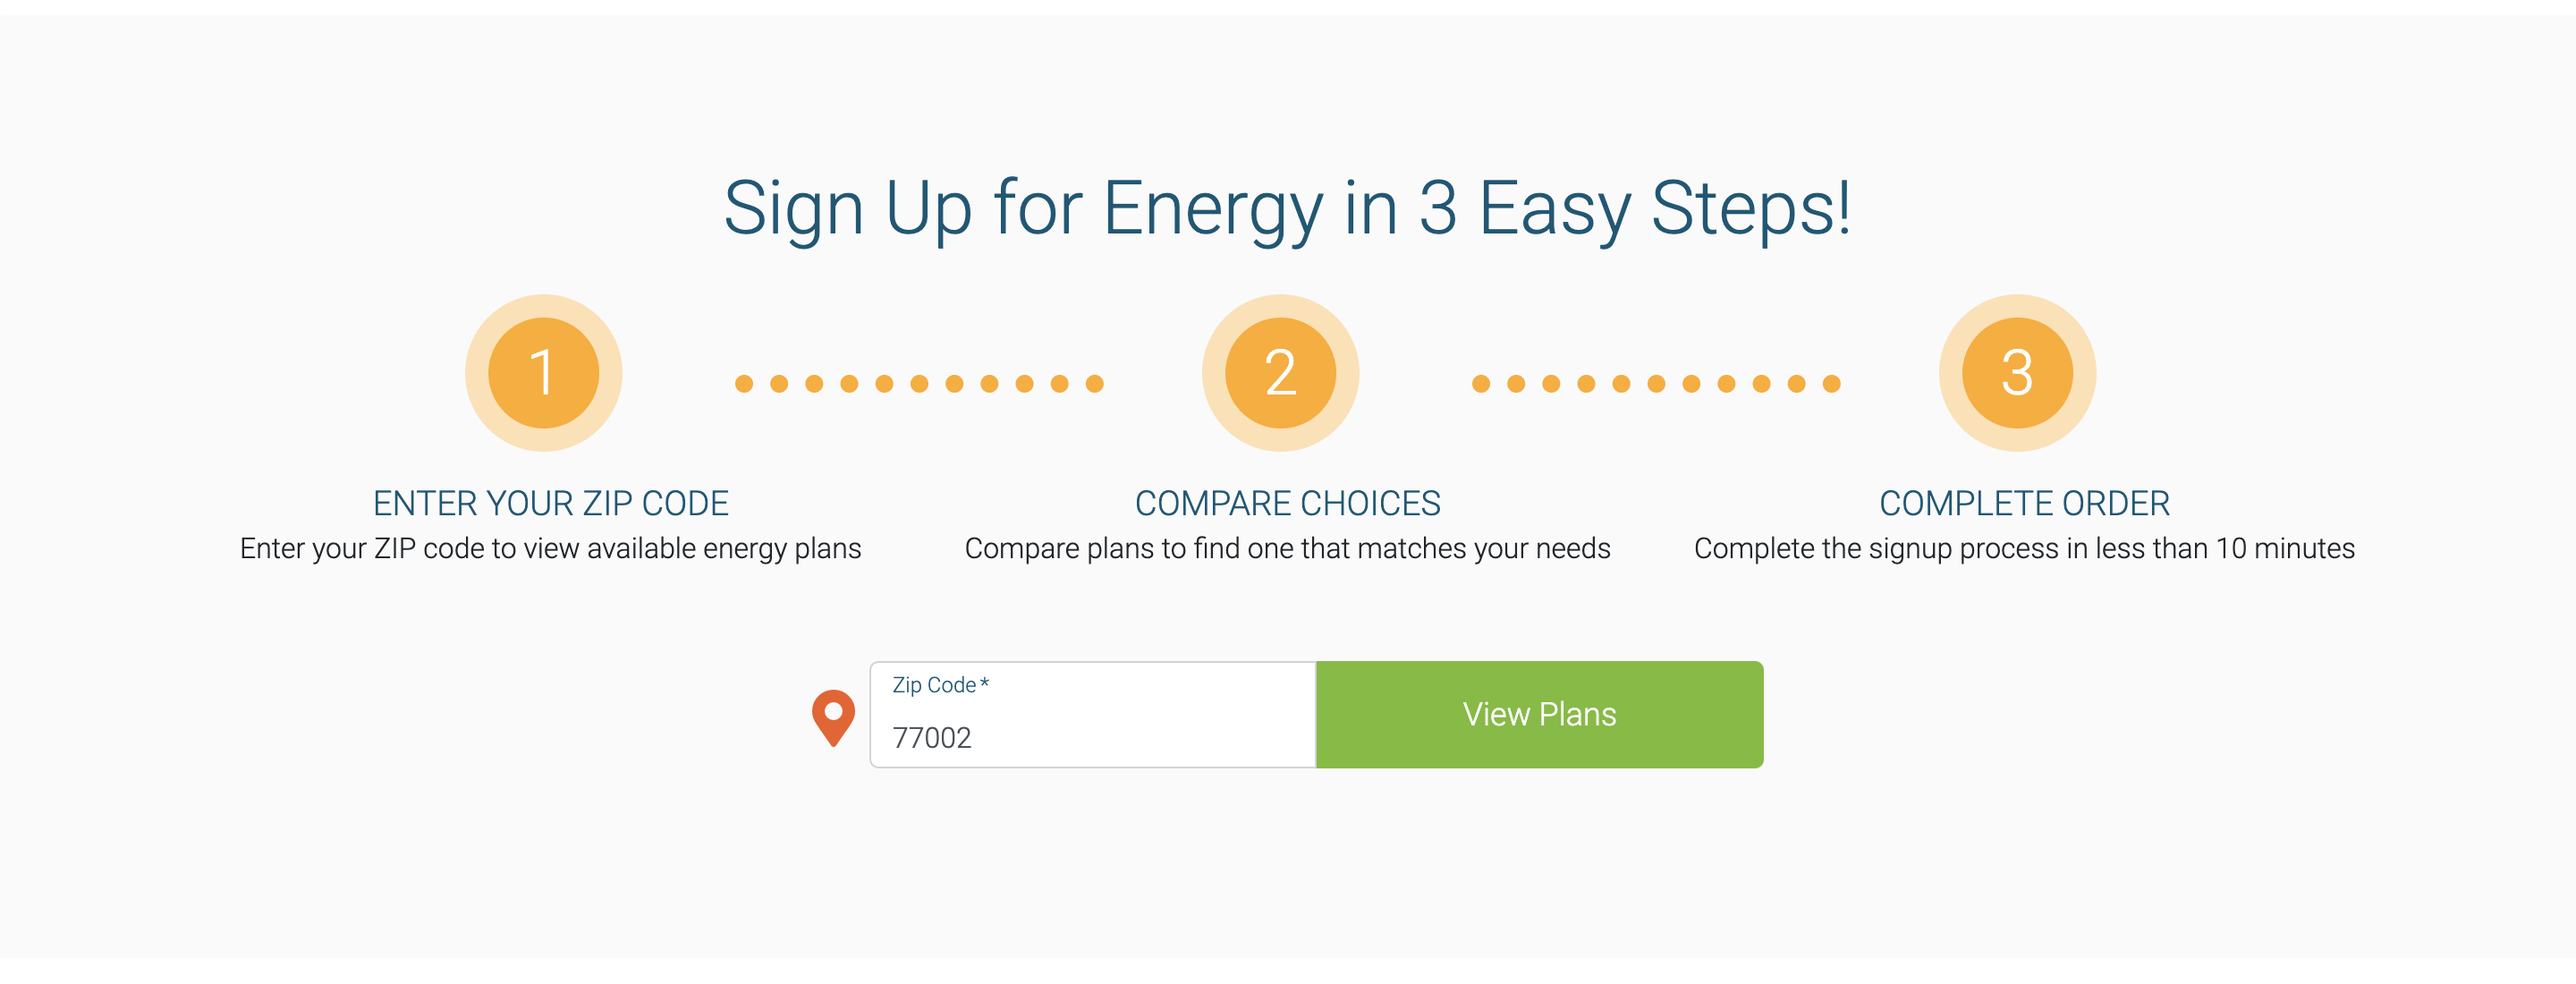 Sign Up for Energy in 3 Easy Steps!
1
2
3
ENTER YOUR ZIP CODE
Enter your ZIP code to view available energy plans
COMPARE CHOICES
Compare plans to find one that matches your needs
COMPLETE ORDER
Complete the signup process in less than 10 minutes
Zip Code *
77002
View Plans